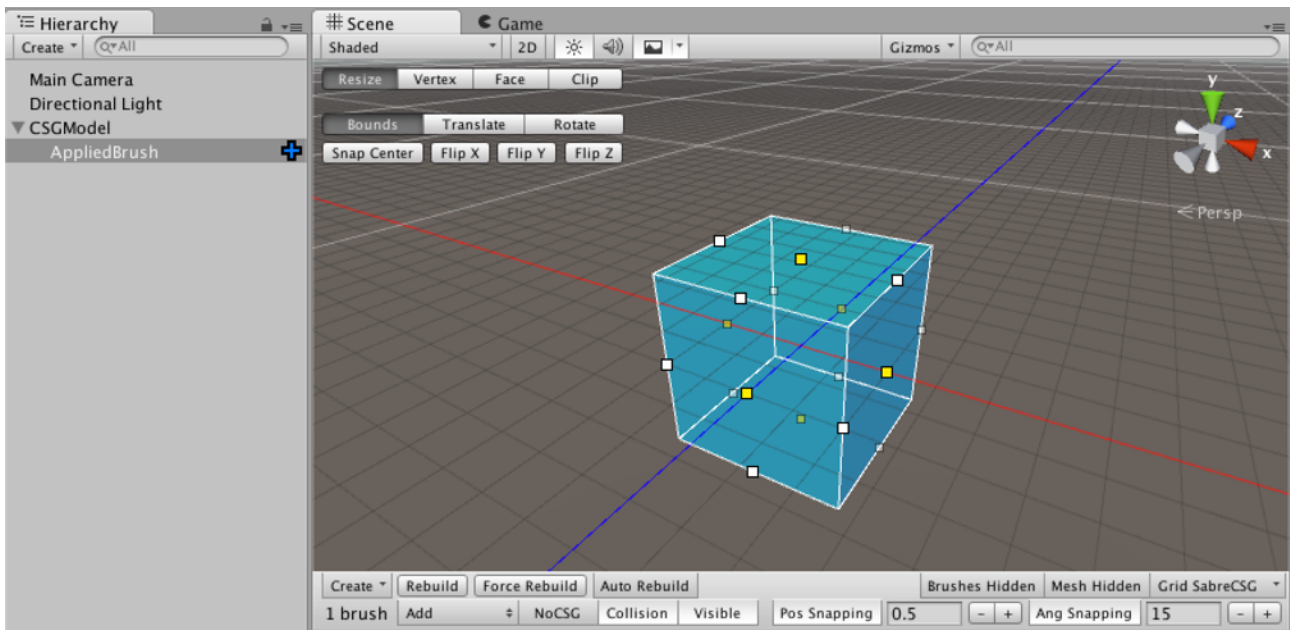 Hierarchy
Create All
Main Camera
Directional Light
CSGModel
AppliedBrush
# Scene Game
Shaded 2D Gizmos All
Resize Vertex Face Clip
Bounds Translate Rotate
Snap Center Flip X Flip Y Flip Z
y
z
x
Persp
Create Rebuild Force Rebuild Auto Rebuild Brushes Hidden Mesh Hidden Grid SabreCSG
1 brush Add NoCSG Collision Visible Pos Snapping 0.5 - + Ang Snapping 15 - +